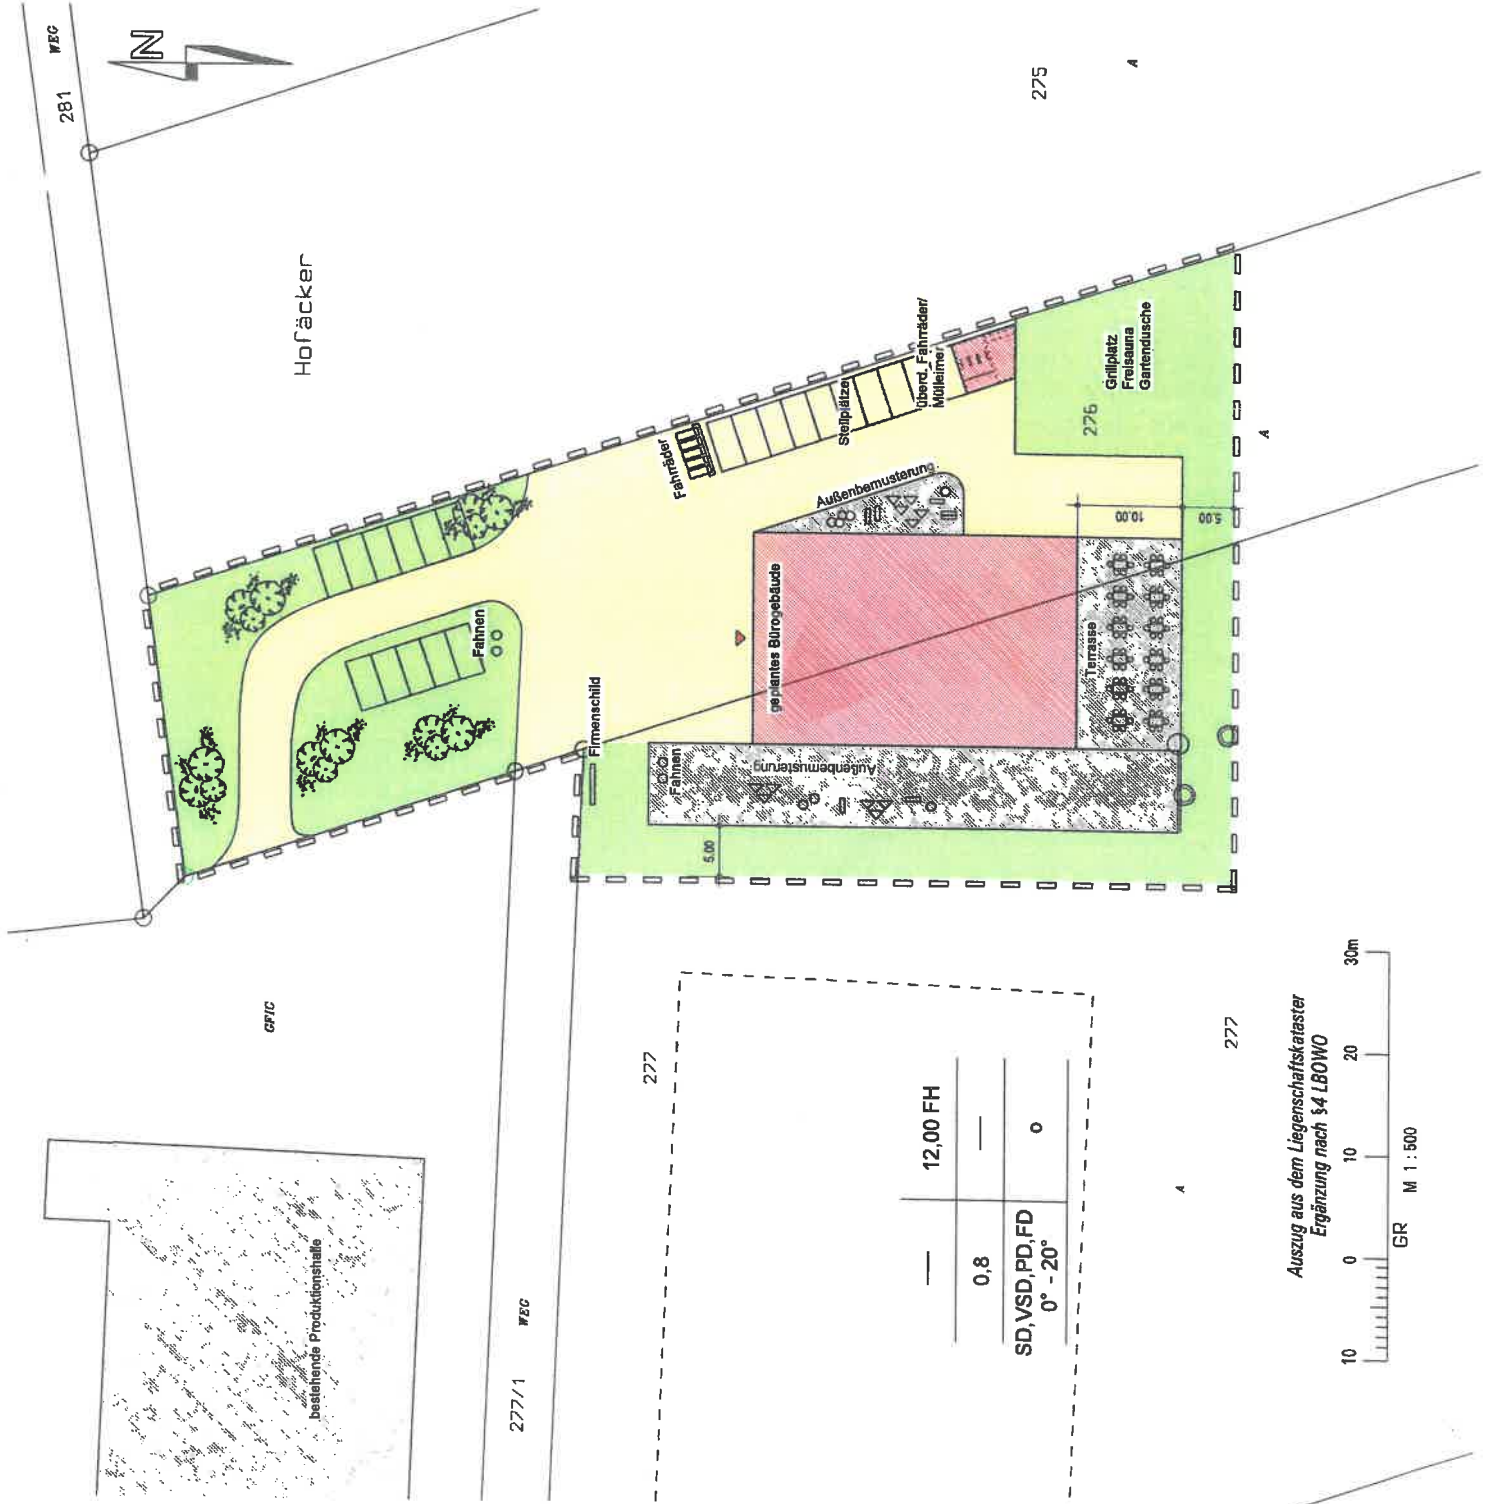 WEG
281
N
275
A
Hofäcker
Fahrräder
Stellplätze
überd. Fahrräder/
Mülleimer
Grillplatz
Freisauna
Gartendusche
276
A
Außenbemusterung
10.00
5.00
Fahnen
geplantes Bürogebäude
Terrasse
Firmenschild
Fahnen
Außenbemusterung
5.00
GFIG
277
277
12,00 FH
0,8
SD,VSD,PD,FD
0° - 20°
A
bestehende Produktionshalle
277/1
WEG
Auszug aus dem Liegenschaftskataster
Ergänzung nach §4 LBOVVO
10
0
10
20
30m
GR
M 1 : 500